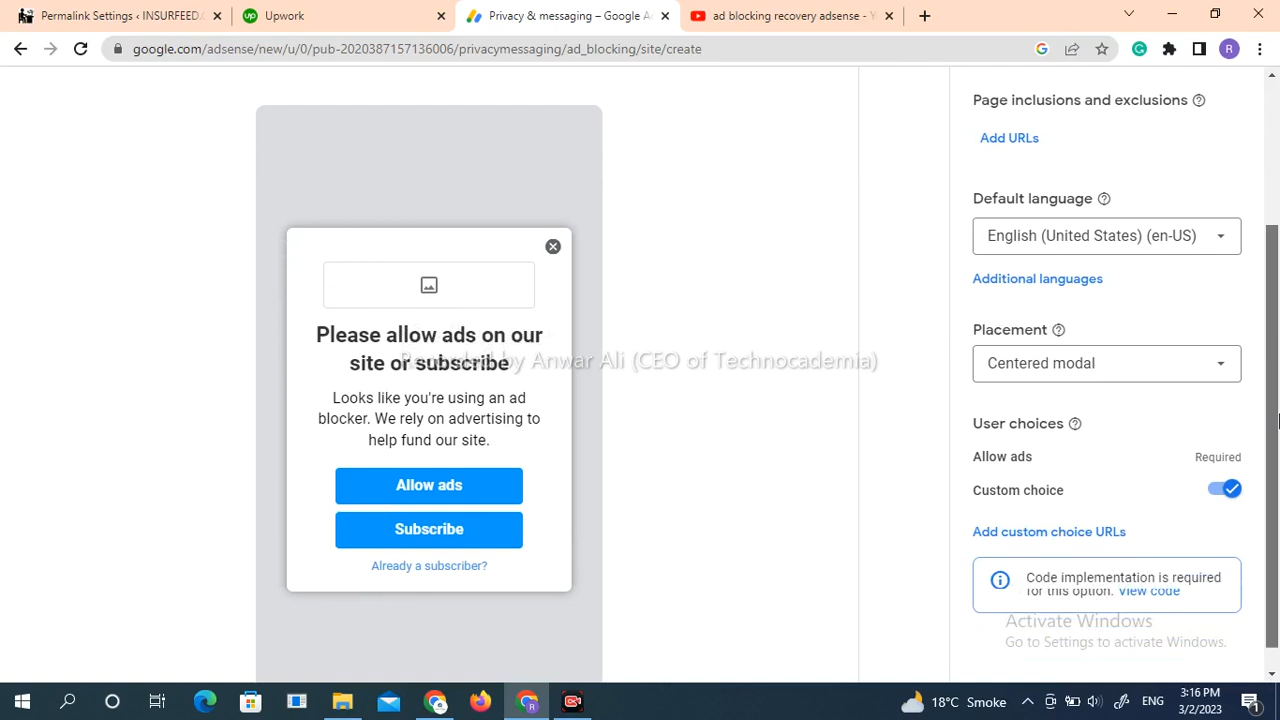 Permalink Settings ‹ INSURFEED.C
Upwork
Privacy & messaging – Google A
ad blocking recovery adsense - Y
google.com/adsense/new/u/0/pub-2020387157136006/privacymessaging/ad_blocking/site/create
R
Page inclusions and exclusions
Add URLs
Default language
English (United States) (en-US)
Additional languages
Placement
Centered modal
User choices
Allow ads
Required
Custom choice
Add custom choice URLs
Code implementation is required
for this option. View code
Activate Windows
Go to Settings to activate Windows.
Please allow ads on our
site or subscribe
Recorded by Anwar Ali (CEO of Technocademia)
Looks like you're using an ad
blocker. We rely on advertising to
help fund our site.
Allow ads
Subscribe
Already a subscriber?
18°C Smoke
ENG
3:16 PM
3/2/2023
1